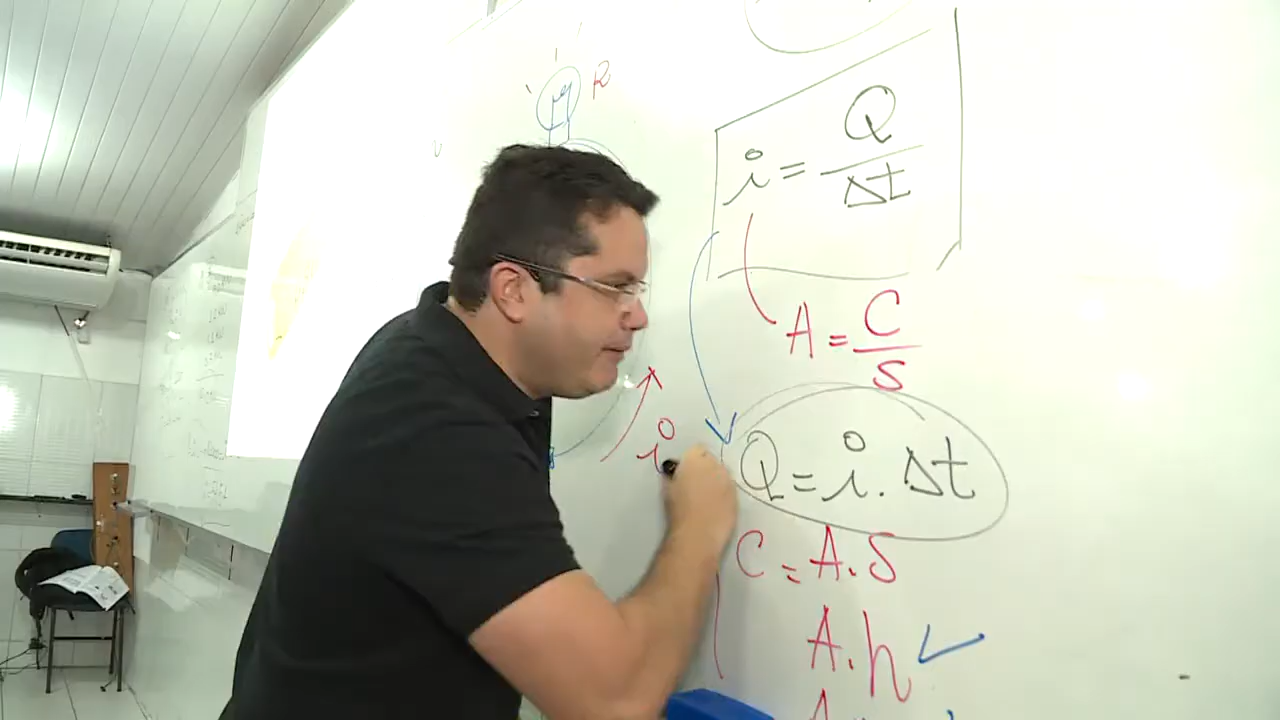 R
i = Q/Δt
A = C/s
i
Q = i. Δt
C = A.s
A.h
A